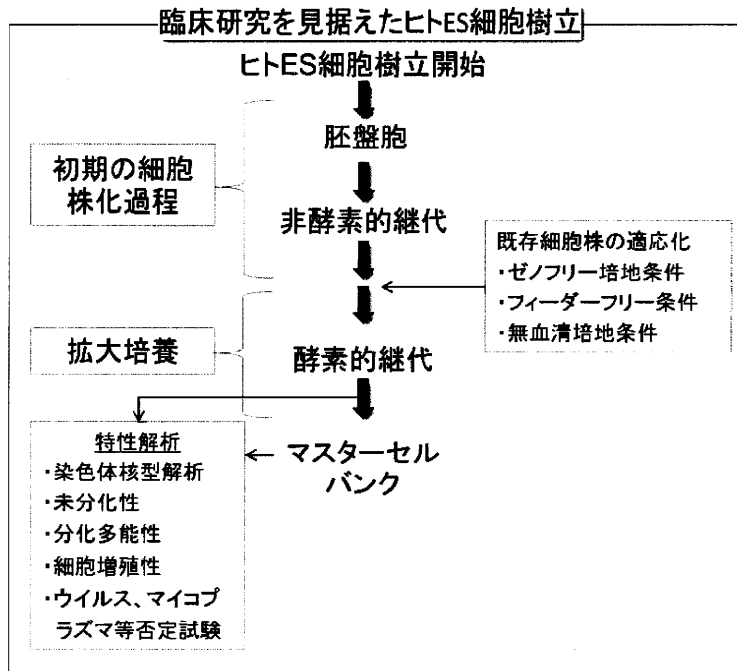 臨床研究を見据えたヒトES細胞樹立
ヒトES細胞樹立開始
胚盤胞
初期の細胞
株化過程
非酵素的継代
既存細胞株の適応化
・ゼノフリー培地条件
・フィーダーフリー条件
・無血清培地条件
拡大培養
酵素的継代
特性解析
・染色体核型解析
・未分化性
・分化多能性
・細胞増殖性
・ウイルス、マイコプ
ラズマ等否定試験
マスターセル
バンク